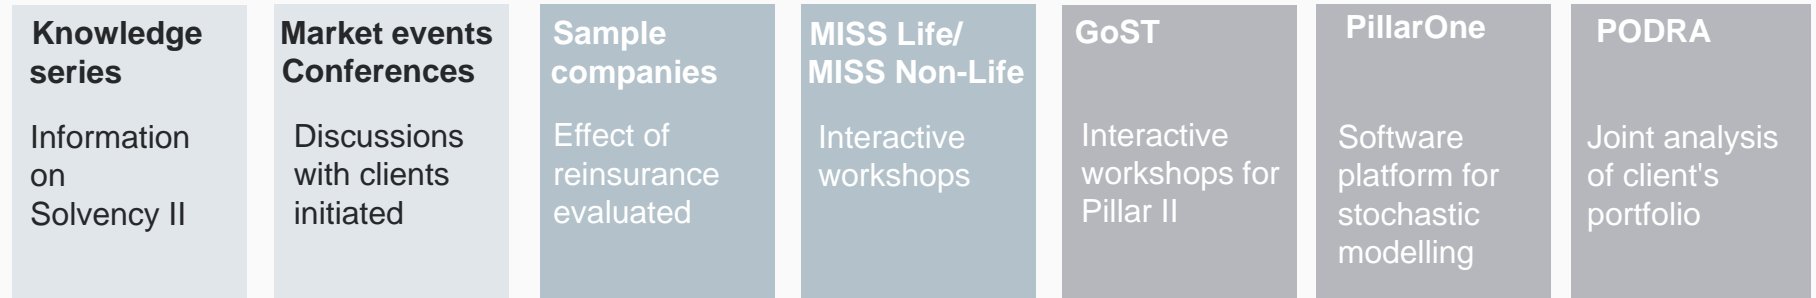 Knowledge
series
Information
on
Solvency II
Market events
Conferences
Discussions
with clients
initiated
Sample
companies
Effect of
reinsurance
evaluated
MISS Life/
MISS Non-Life
Interactive
workshops
GoST
Interactive
workshops for
Pillar II
PillarOne
Software
platform for
stochastic
modelling
PODRA
Joint analysis
of client's
portfolio